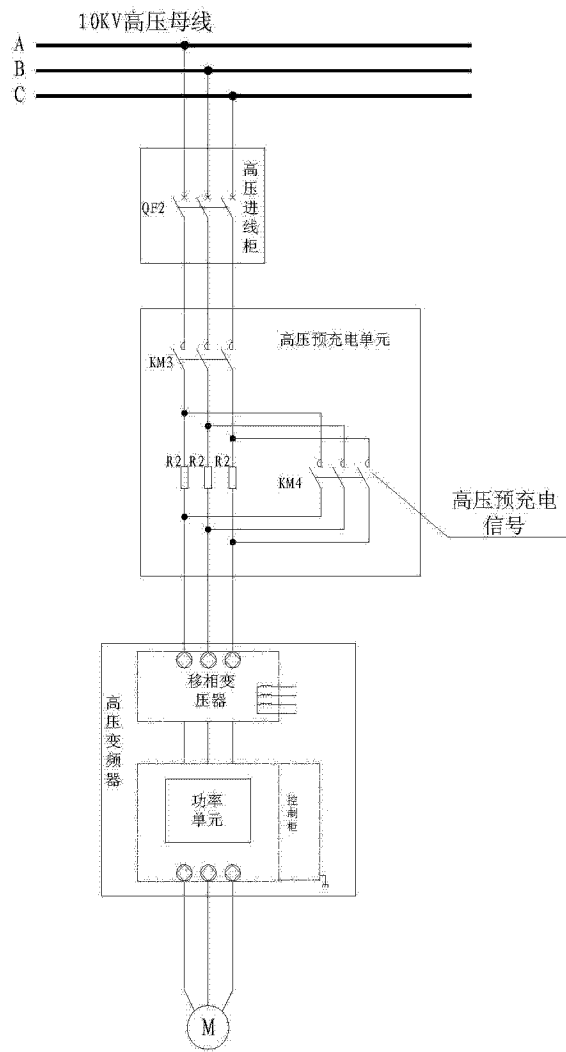 10KV高压母线
A
B
C
高压进线柜
QF2
高压预充电单元
KM3
R2 R2 R2
KM4
高压预充电
信号
移相变
压器
高压变频器
功率
单元
控制柜
M